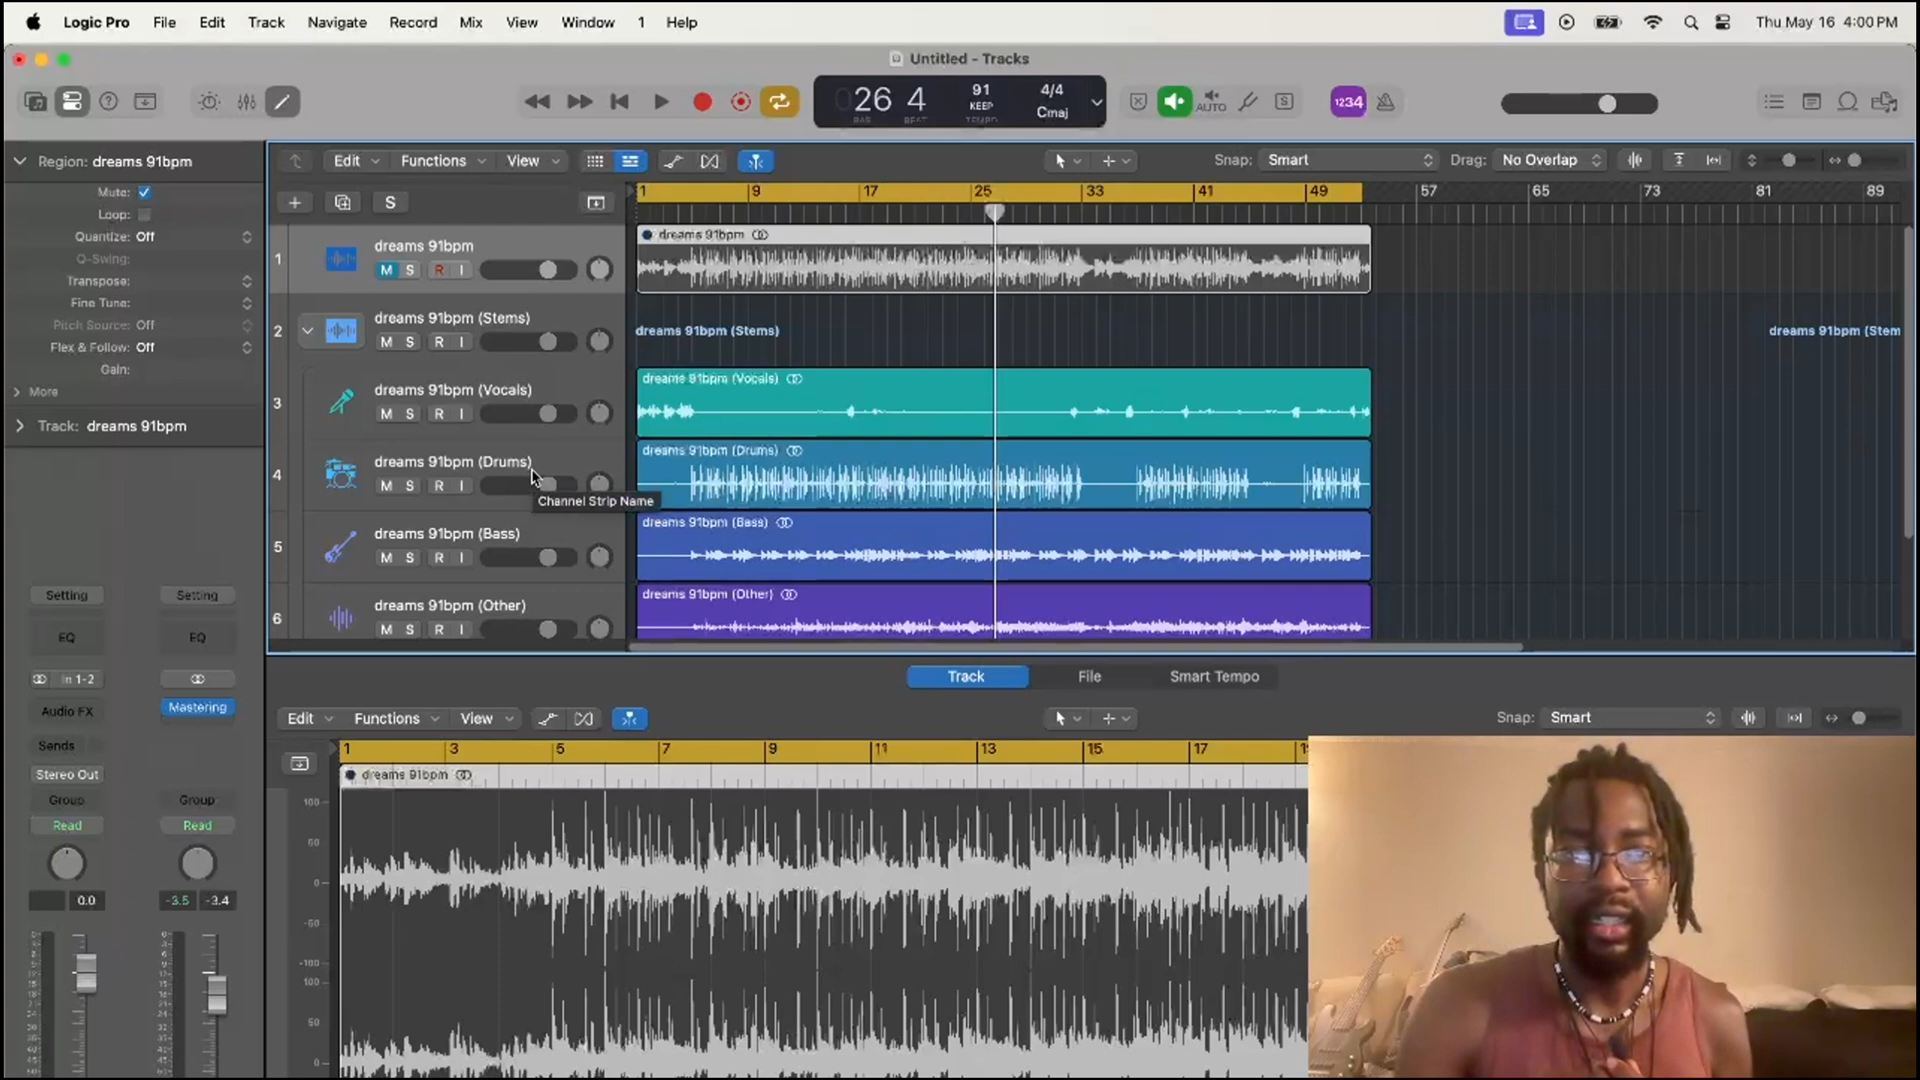 Logic Pro File Edit Track Navigate Record Mix View Window 1 Help Thu May 16 4:00 PM
Untitled - Tracks
26 4 91 4/4
KEEP Cmaj
BAR BEAT TEMPO
AUTO 1234
Region: dreams 91bpm
Mute:
Loop:
Quantize: Off
Q-Swing:
Transpose:
Fine Tune:
Pitch Source: Off
Flex & Follow: Off
Gain:
More
Track: dreams 91bpm
Edit Functions View Snap: Smart Drag: No Overlap
S 1 9 17 25 33 41 49 57 65 73 81 89
1 dreams 91bpm
M S R I
dreams 91bpm
2 dreams 91bpm (Stems)
M S R I
dreams 91bpm (Stems) dreams 91bpm (Stem
3 dreams 91bpm (Vocals)
M S R I
dreams 91bpm (Vocals)
4 dreams 91bpm (Drums)
M S R I
Channel Strip Name
dreams 91bpm (Drums)
5 dreams 91bpm (Bass)
M S R I
dreams 91bpm (Bass)
6 dreams 91bpm (Other)
M S R I
dreams 91bpm (Other)
Setting Setting
EQ EQ
In 1-2
Audio FX Mastering
Sends
Stereo Out
Group Group
Read Read
0.0 -3.5 -3.4
Track File Smart Tempo
Edit Functions View Snap: Smart
1 3 5 7 9 11 13 15 17
dreams 91bpm
100
50
0
-50
-100
100
50
0